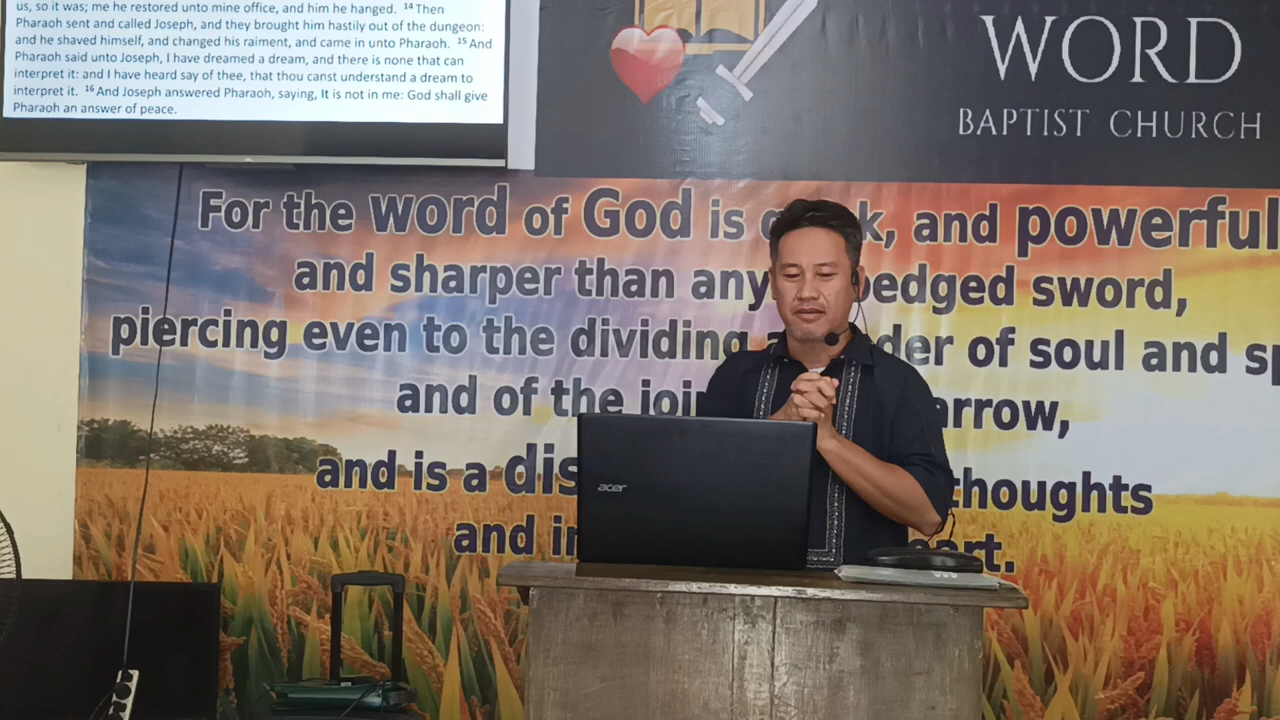 us, so it was; me he restored unto mine office, and him he hanged. 14 Then
Pharaoh sent and called Joseph, and they brought him hastily out of the dungeon:
and he shaved himself, and changed his raiment, and came in unto Pharaoh. 15 And
Pharaoh said unto Joseph, I have dreamed a dream, and there is none that can
interpret it: and I have heard say of thee, that thou canst understand a dream to
interpret it. 16 And Joseph answered Pharaoh, saying, It is not in me: God shall give
Pharaoh an answer of peace.
WORD
BAPTIST CHURCH
For the word of God is k, and powerful
and sharper than any edged sword,
piercing even to the dividing a der of soul and sp
and of the joi arrow,
and is a dis thoughts
and in eart.
acer